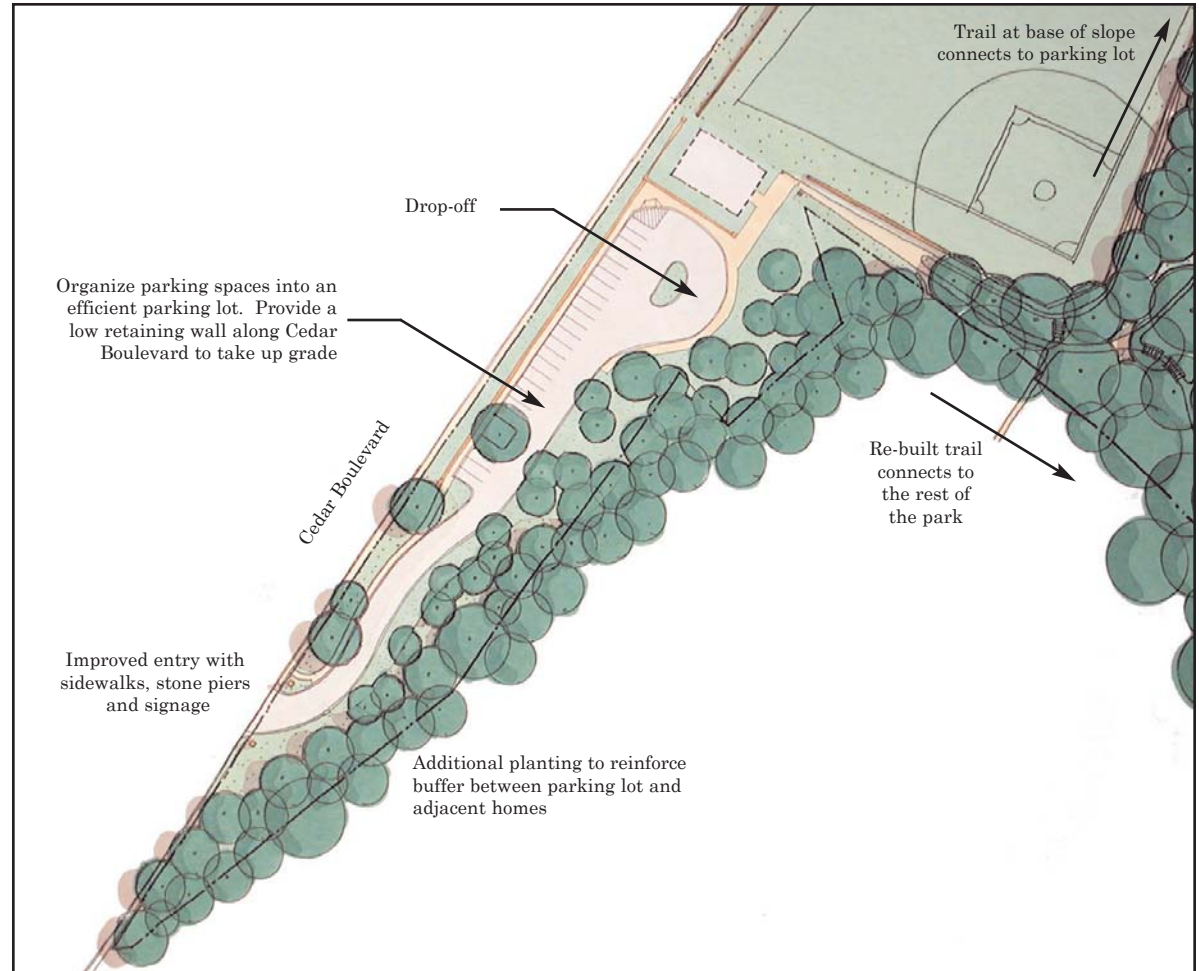 Trail at base of slope
connects to parking lot
Drop-off
Organize parking spaces into an
efficient parking lot.  Provide a
low retaining wall along Cedar
Boulevard to take up grade
Cedar Boulevard
Re-built trail
connects to
the rest of
the park
Improved entry with
sidewalks, stone piers
and signage
Additional planting to reinforce
buffer between parking lot and
adjacent homes